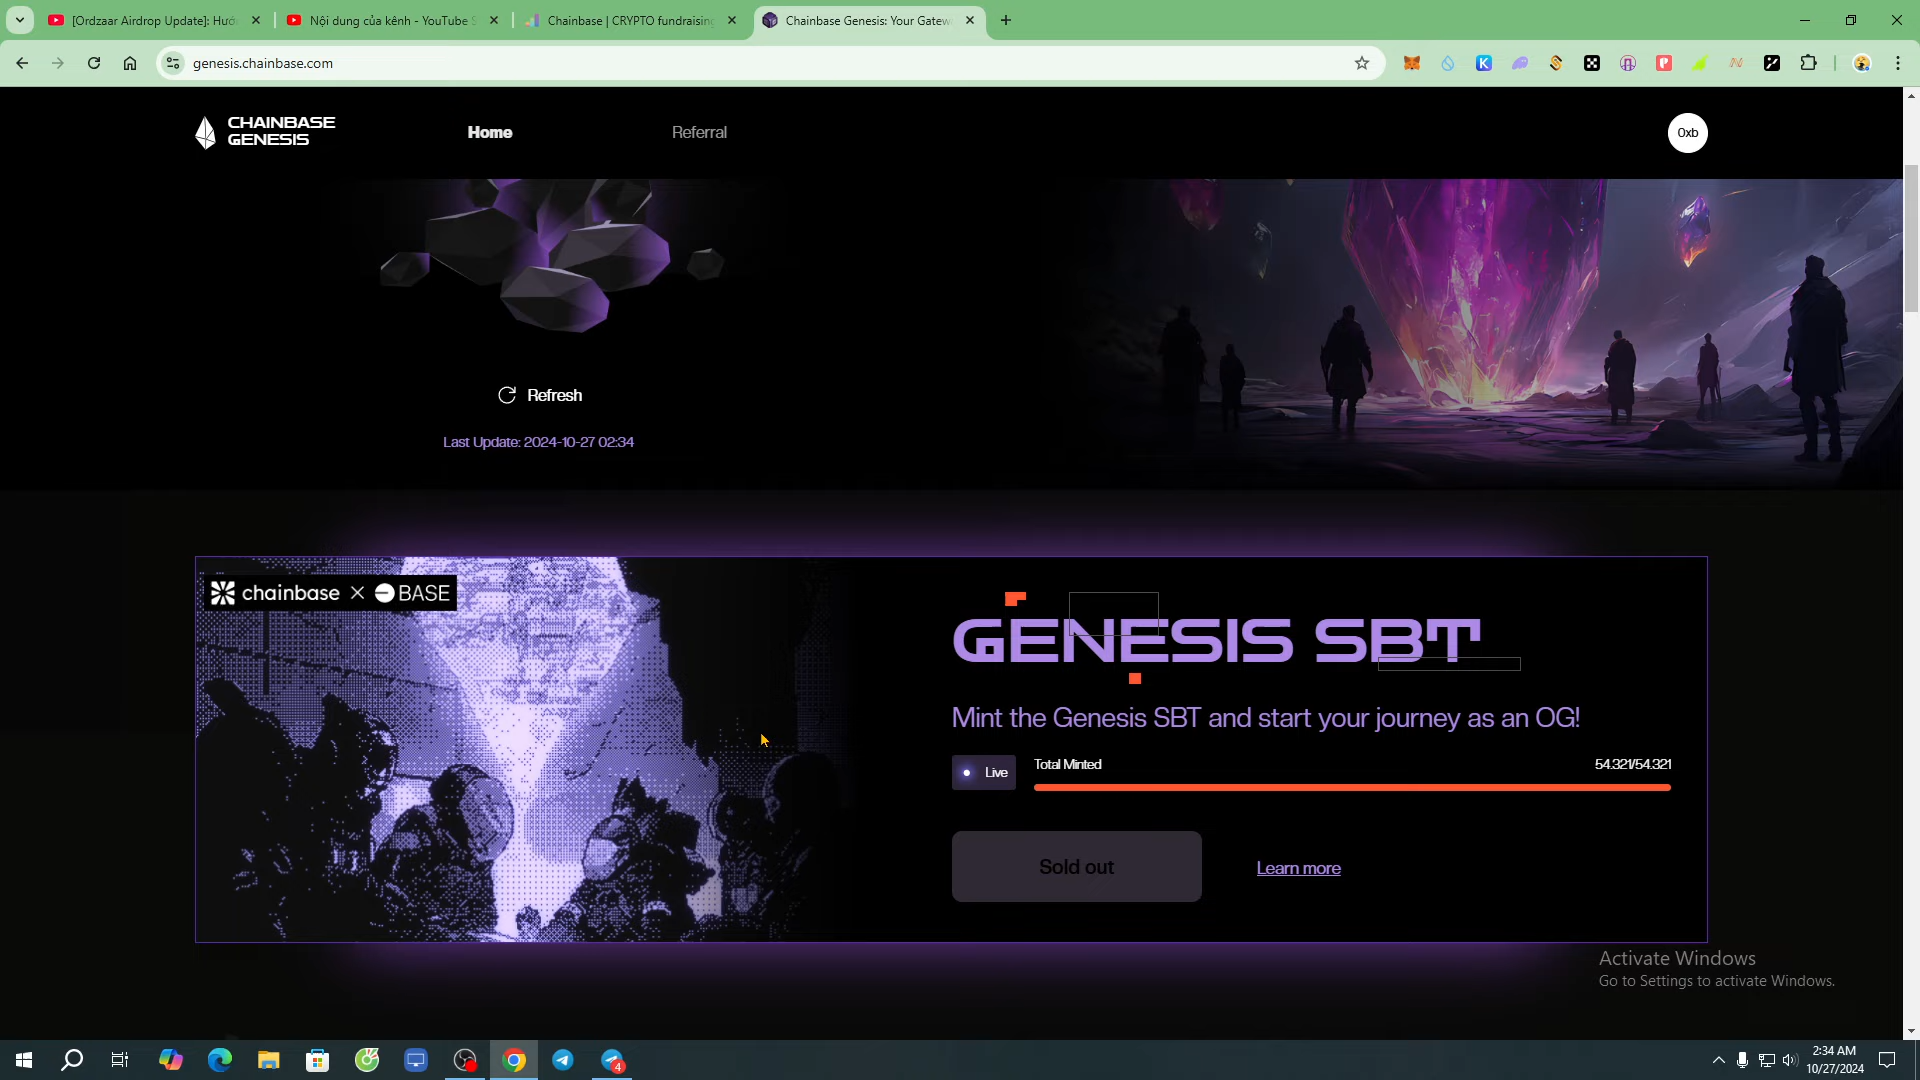 [Ordzaar Airdrop Update]: Hướ
Nội dung của kênh - YouTube S
Chainbase | CRYPTO fundraising
Chainbase Genesis: Your Gatew
genesis.chainbase.com
CHAINBASE
GENESIS
Home
Referral
0xb
Refresh
Last Update: 2024-10-27 02:34
chainbase × BASE
GENESIS SBT
Mint the Genesis SBT and start your journey as an OG!
Live
Total Minted
54.321/54.321
Sold out
Learn more
Activate Windows
Go to Settings to activate Windows.
4
2:34 AM
10/27/2024